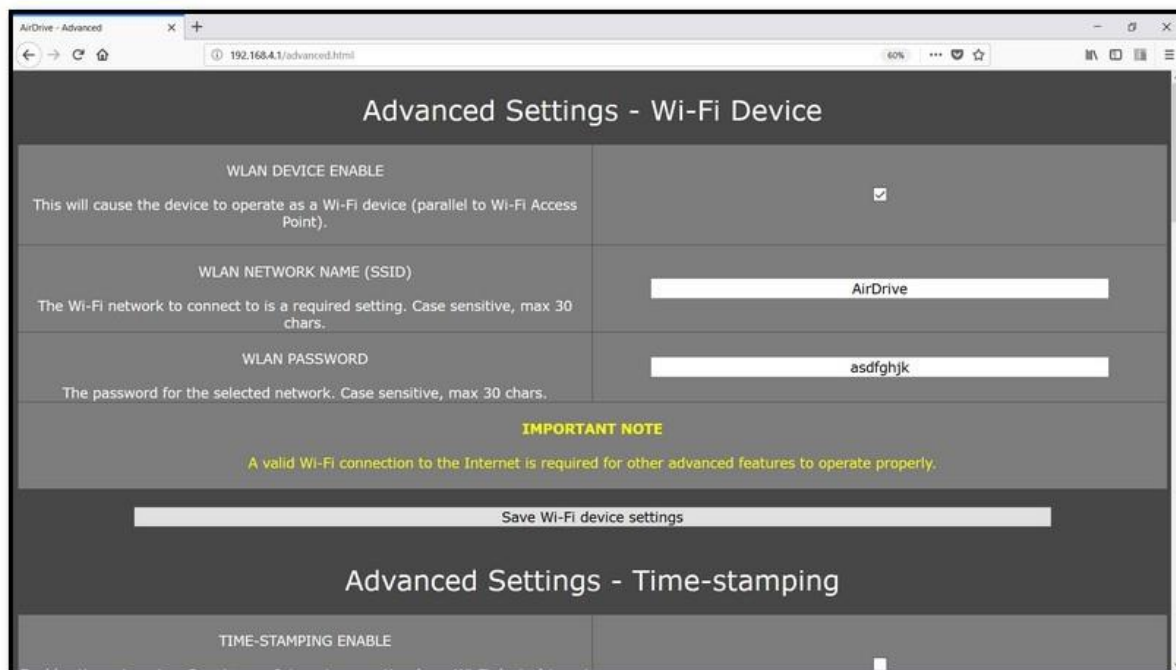 AirDrive - Advanced
192.168.4.1/advanced.html
60%
Advanced Settings - Wi-Fi Device
WLAN DEVICE ENABLE
This will cause the device to operate as a Wi-Fi device (parallel to Wi-Fi Access
Point).
WLAN NETWORK NAME (SSID)
The Wi-Fi network to connect to is a required setting. Case sensitive, max 30
chars.
AirDrive
WLAN PASSWORD
The password for the selected network. Case sensitive, max 30 chars.
asdfghjk
IMPORTANT NOTE
A valid Wi-Fi connection to the Internet is required for other advanced features to operate properly.
Save Wi-Fi device settings
Advanced Settings - Time-stamping
TIME-STAMPING ENABLE